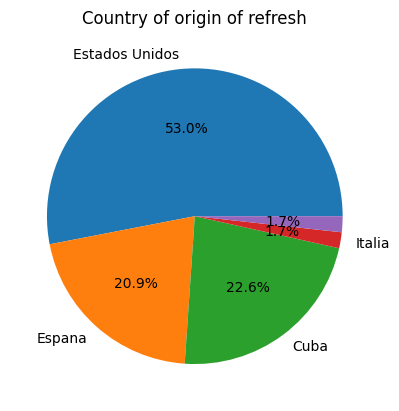 Country of origin of refresh
Estados Unidos
53.0%
1.7%
1.7%
Italia
20.9%
22.6%
Espana
Cuba